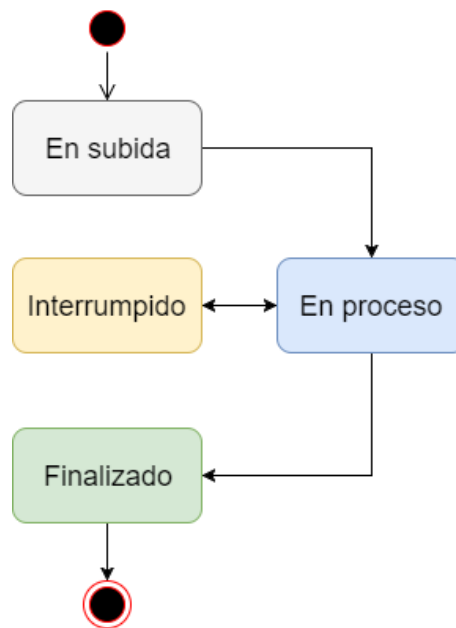 En subida
Interrumpido
En proceso
Finalizado